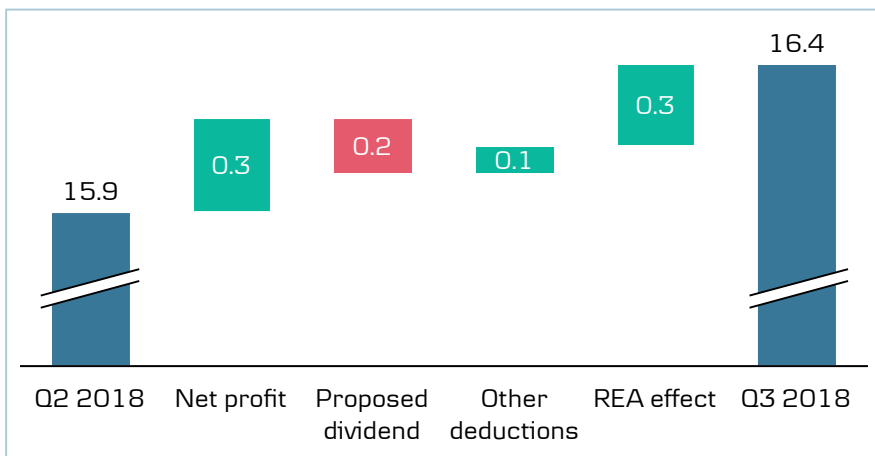 16.4
0.3
0.2
0.3
0.1
15.9
Q2 2018
Net profit
Proposed
dividend
Other
deductions
REA effect
Q3 2018